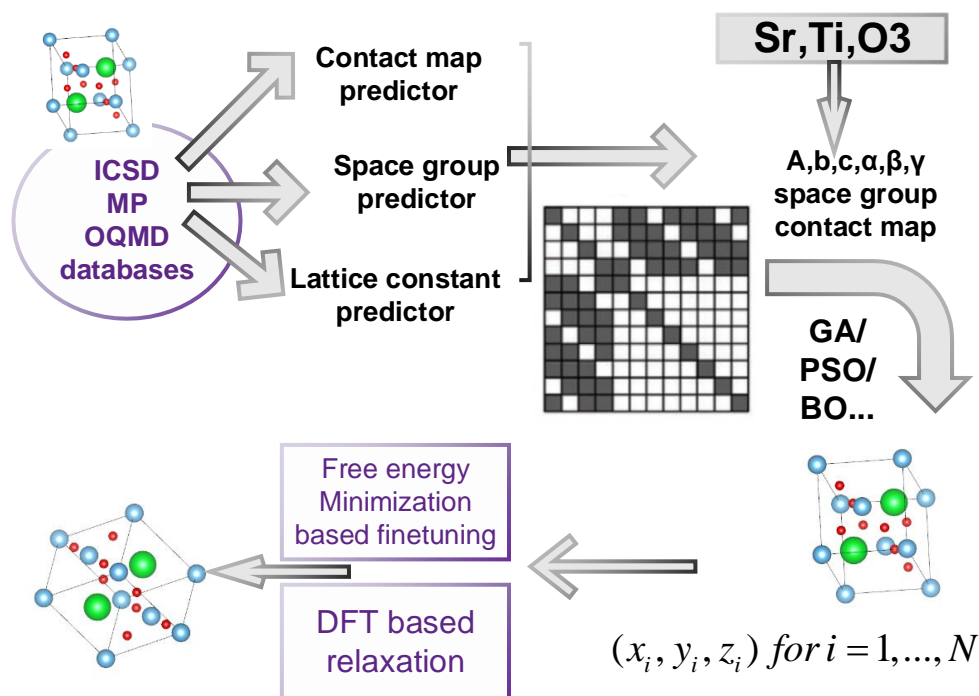 ICSD
MP
OQMD
databases
Contact map
predictor
Space group
predictor
Lattice constant
predictor
Sr,Ti,O3
A,b,c,α,β,γ
space group
contact map
GA/
PSO/
BO...
(x_i, y_i, z_i) for i = 1,..., N
Free energy
Minimization
based finetuning
DFT based
relaxation